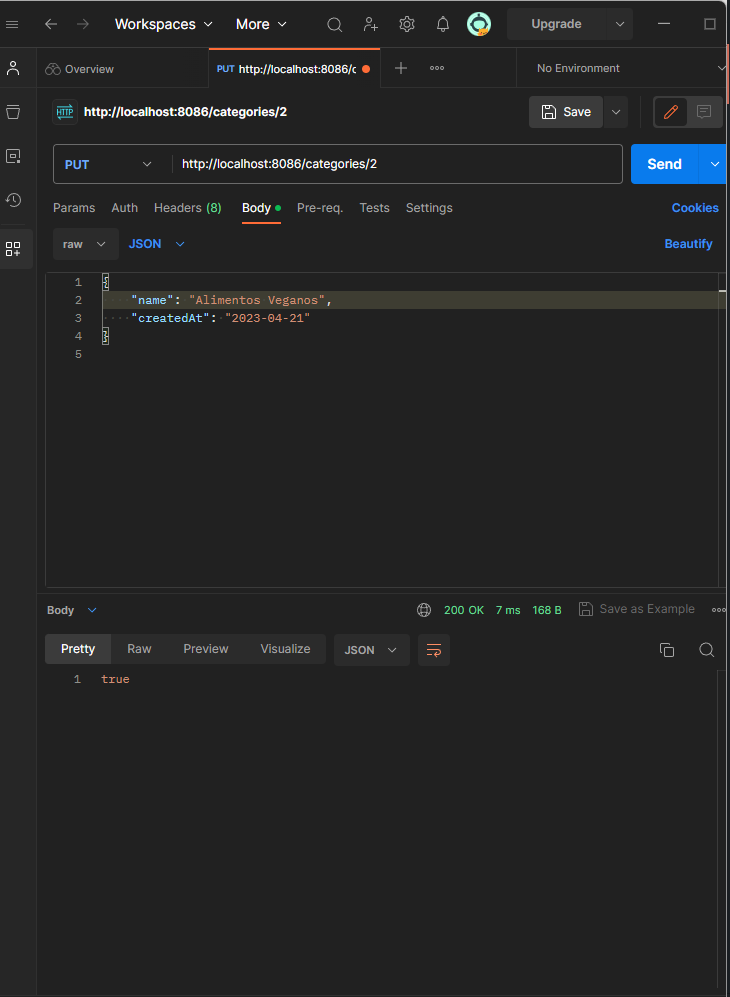 Workspaces More Upgrade
Overview PUT http://localhost:8086/c No Environment
HTTP http://localhost:8086/categories/2 Save
PUT http://localhost:8086/categories/2 Send
Params Auth Headers (8) Body Pre-req. Tests Settings Cookies
raw JSON Beautify
1 {
2 "name": "Alimentos Veganos",
3 "createdAt": "2023-04-21"
4 }
5
Body 200 OK 7 ms 168 B Save as Example
Pretty Raw Preview Visualize JSON
1 true